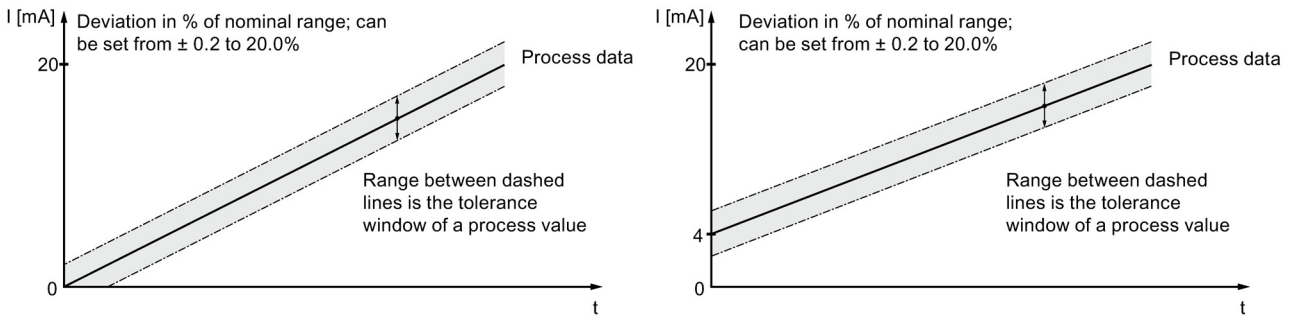 I [mA]
Deviation in % of nominal range; can
be set from ± 0.2 to 20.0%
20
Process data
Range between dashed
lines is the tolerance
window of a process value
0
t
I [mA]
Deviation in % of nominal range;
can be set from ± 0.2 to 20.0%
20
Process data
Range between dashed
lines is the tolerance
window of a process value
4
0
t